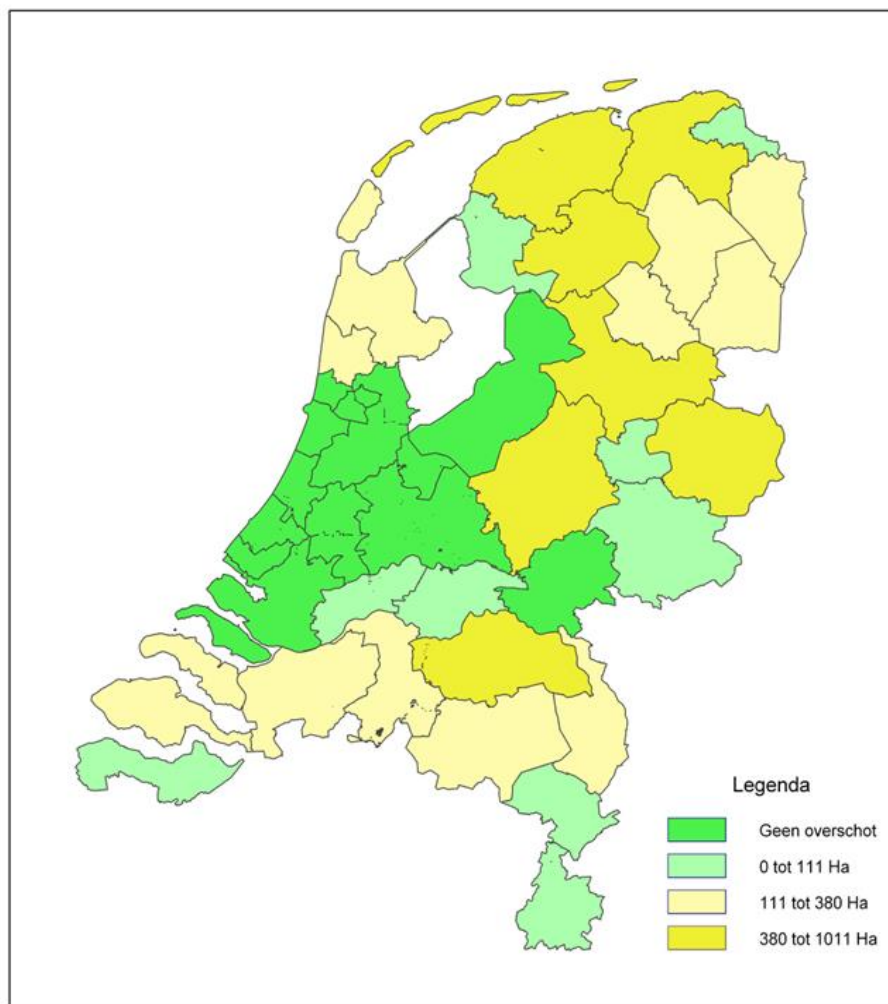 Legenda
Geen overschot
0 tot 111 Ha
111 tot 380 Ha
380 tot 1011 Ha